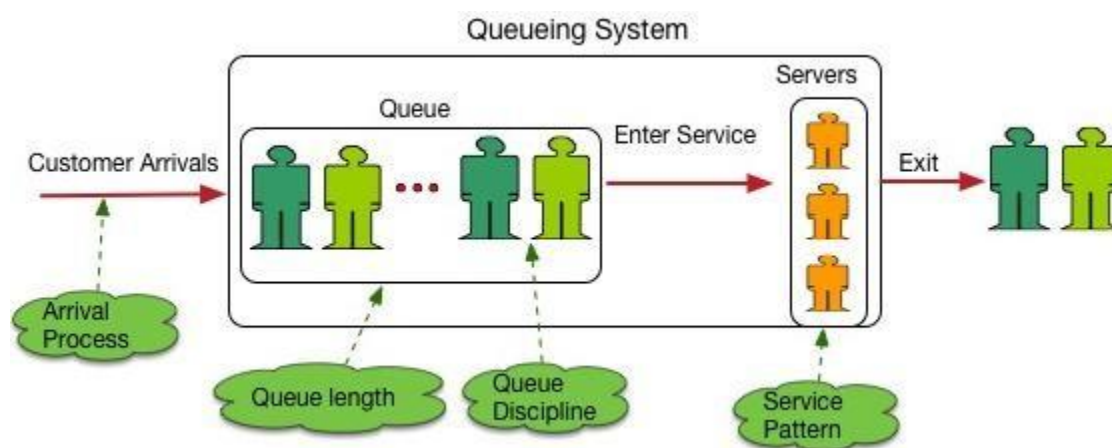 Queueing System
Servers
Queue
Enter Service
Customer Arrivals
Exit
Arrival
Process
Queue length
Queue
Discipline
Service
Pattern